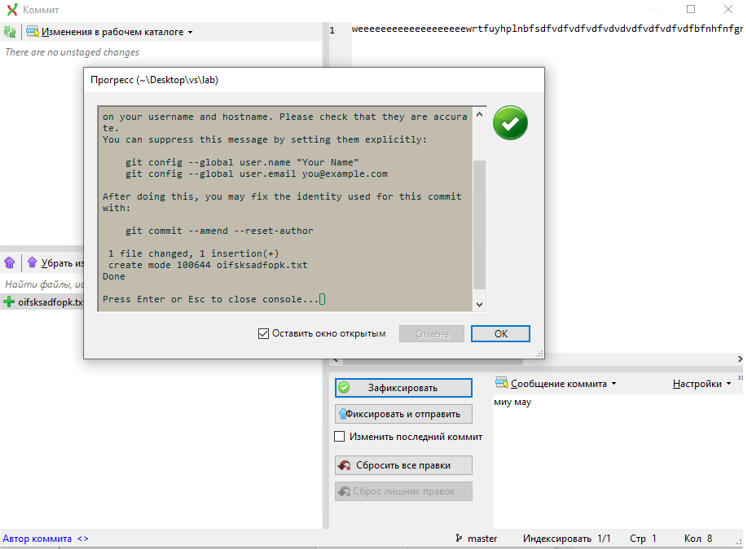 Коммит
Изменения в рабочем каталоге
There are no unstaged changes
1 weeeeeeeeeeeeeeeeeeewrtfuyhplnbfsdfvdfvdfvdfvdvdvdfvdfvdfvdfbfnhfnfgr
Прогресс (~\Desktop\vs\lab)
on your username and hostname. Please check that they are accura
te.
You can suppress this message by setting them explicitly:
git config --global user.name "Your Name"
git config --global user.email you@example.com
After doing this, you may fix the identity used for this commit
with:
git commit --amend --reset-author
1 file changed, 1 insertion(+)
create mode 100644 oifsksadfopk.txt
Done
Press Enter or Esc to close console...
Оставить окно открытым
Отмена
OK
Убрать из
Найти файлы, ис
oifsksadfopk.tx
Зафиксировать
Фиксировать и отправить
Изменить последний коммит
Сбросить все правки
Сброс лишних правок
Сообщение коммита
Настройки
миу мау
Автор коммита <>
master
Индексировать 1/1
Стр 1
Кол 8